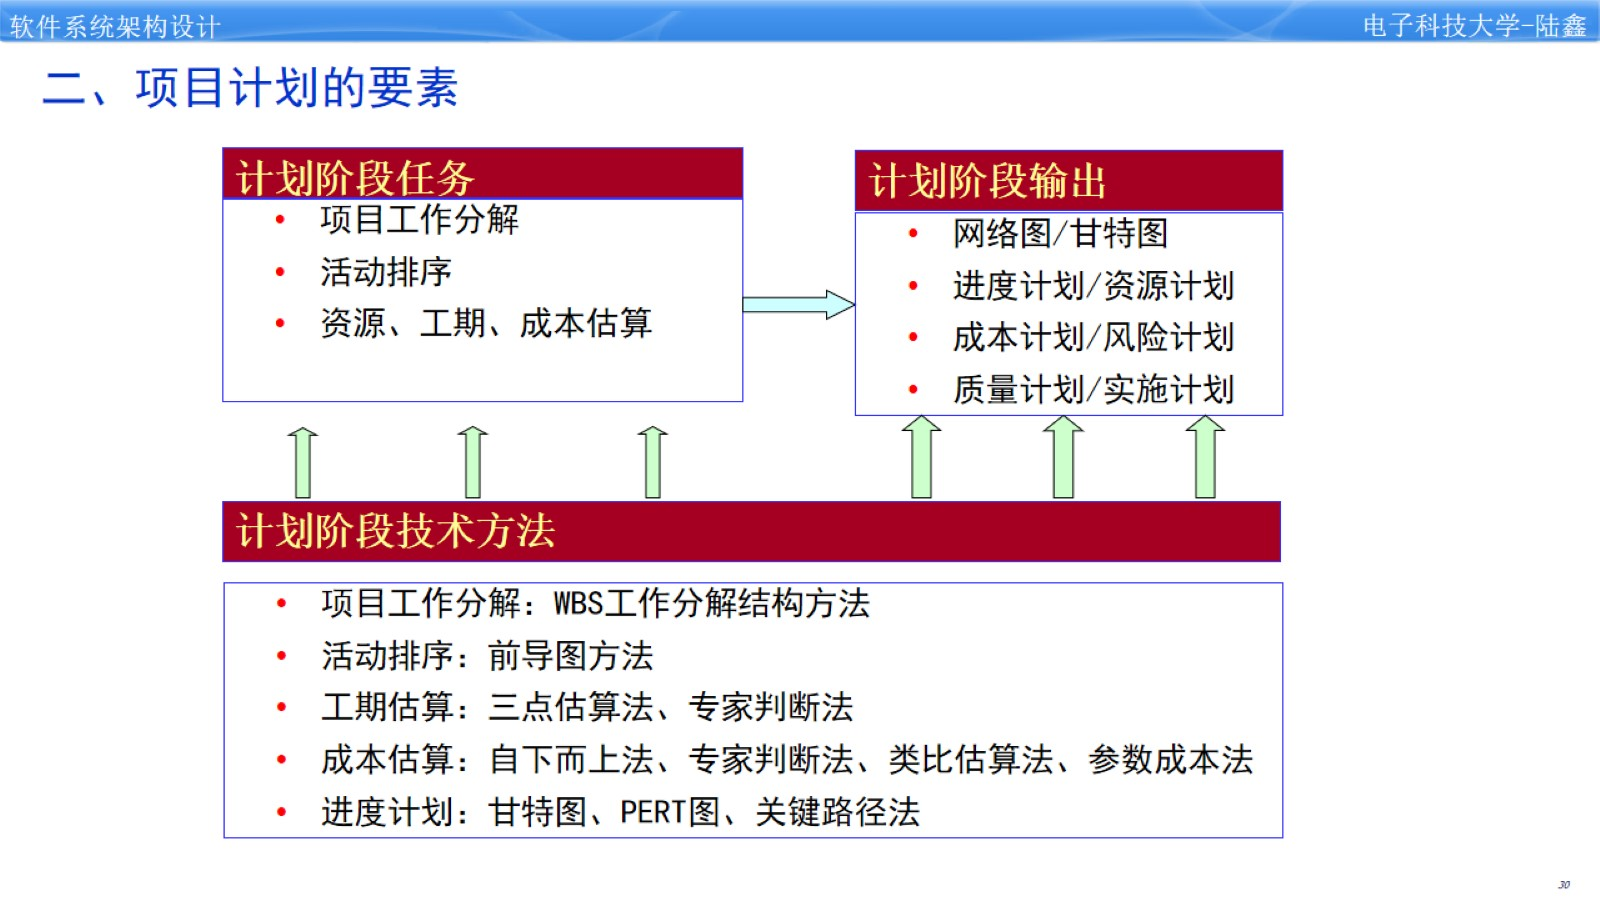 软件系统架构设计
电子科技大学-陆鑫
二、项目计划的要素
计划阶段任务
• 项目工作分解
• 活动排序
• 资源、工期、成本估算
计划阶段输出
• 网络图/甘特图
• 进度计划/资源计划
• 成本计划/风险计划
• 质量计划/实施计划
计划阶段技术方法
• 项目工作分解：WBS工作分解结构方法
• 活动排序：前导图方法
• 工期估算：三点估算法、专家判断法
• 成本估算：自下而上法、专家判断法、类比估算法、参数成本法
• 进度计划：甘特图、PERT图、关键路径法
30